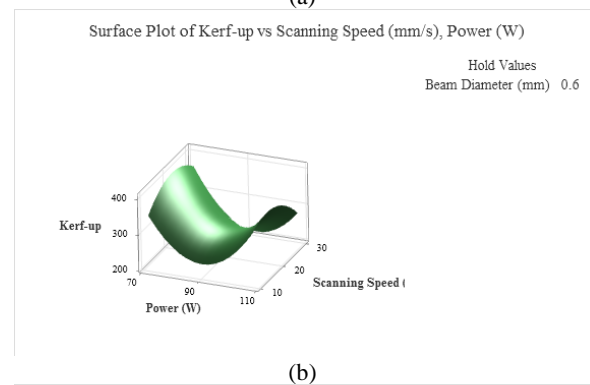 (a)
Surface Plot of Kerf-up vs Scanning Speed (mm/s), Power (W)
Hold Values
Beam Diameter (mm) 0.6
400
Kerf-up
300
200
30
20
10
Scanning Speed (
70
90
110
Power (W)
(b)